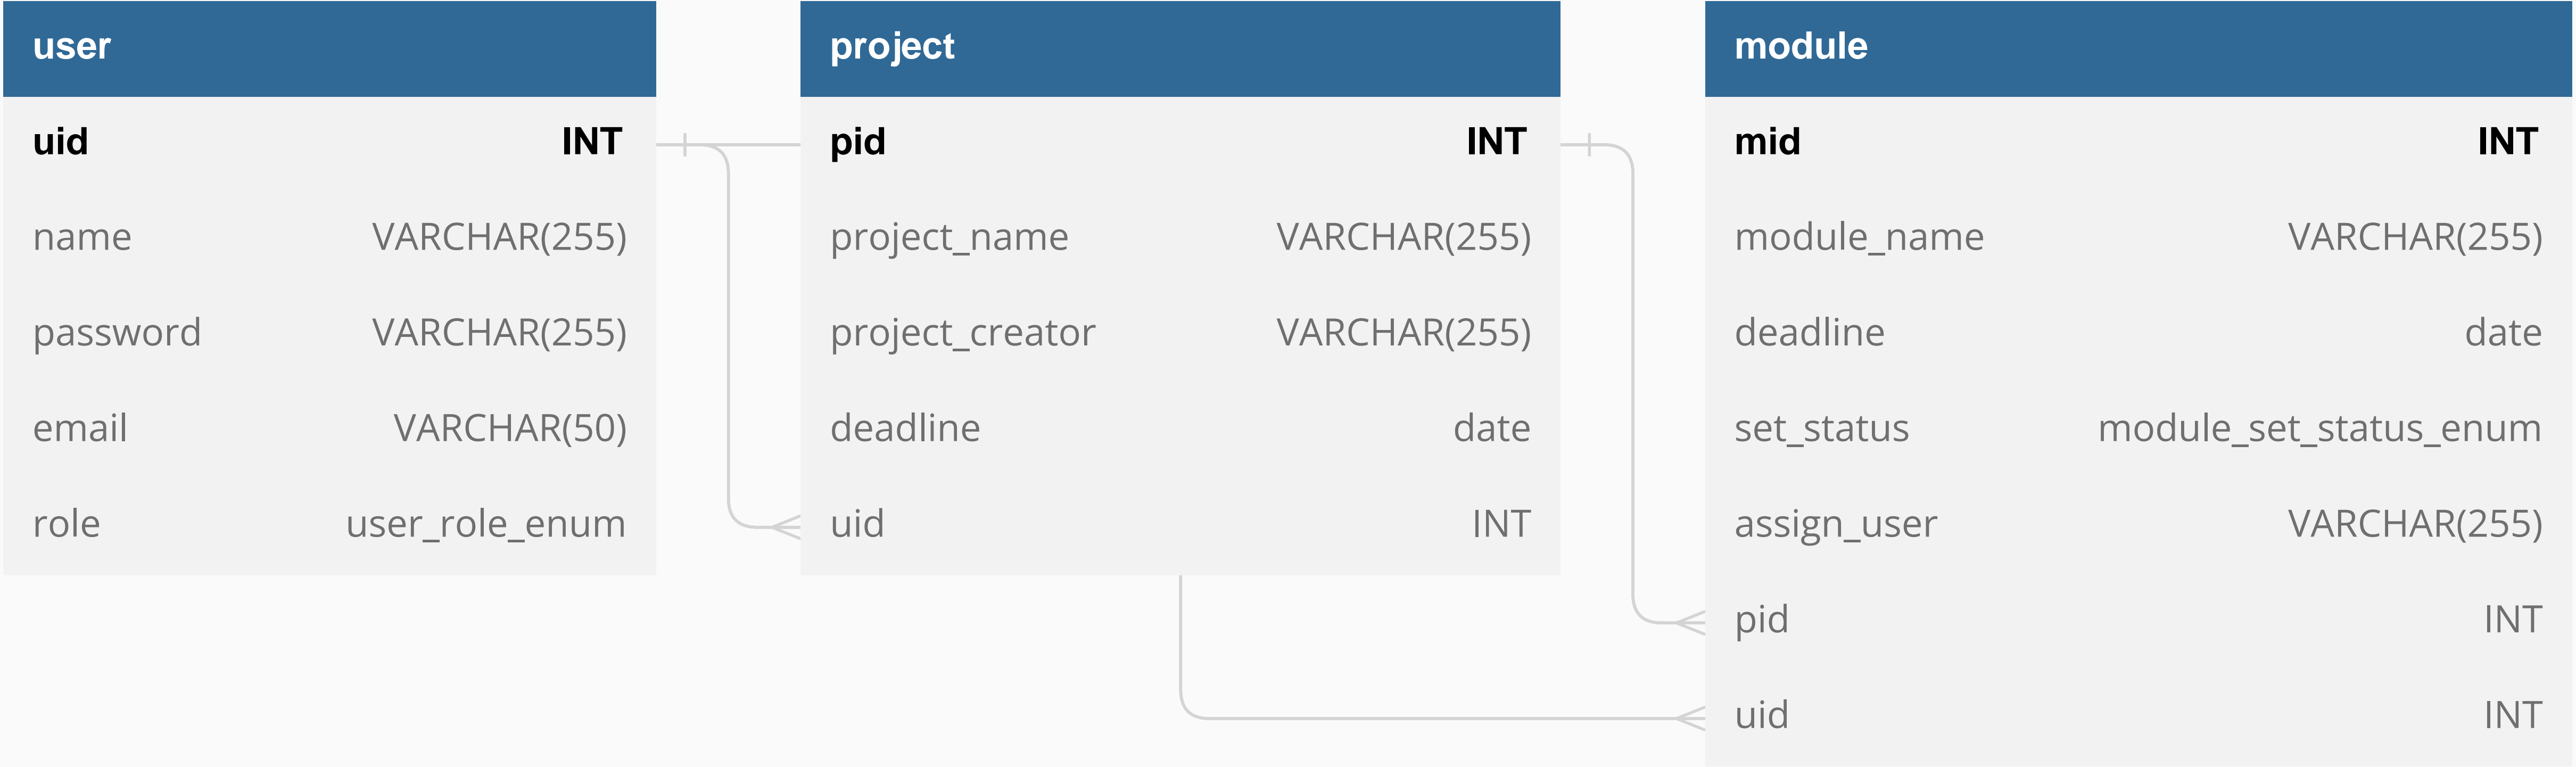 user
uid INT
name VARCHAR(255)
password VARCHAR(255)
email VARCHAR(50)
role user_role_enum
project
pid INT
project_name VARCHAR(255)
project_creator VARCHAR(255)
deadline date
uid INT
module
mid INT
module_name VARCHAR(255)
deadline date
set_status module_set_status_enum
assign_user VARCHAR(255)
pid INT
uid INT